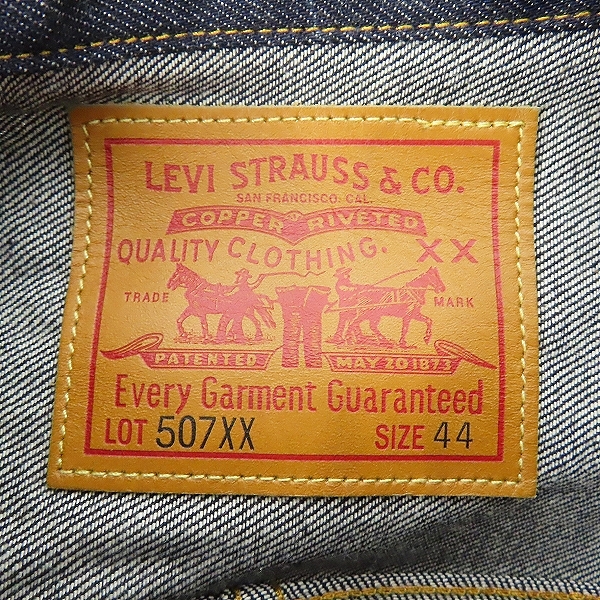 LEVI STRAUSS & CO.
SAN FRANCISCO. CAL.
COPPER RIVETED
QUALITY CLOTHING. XX
TRADE MARK
PATENTED MAY 20 1873
Every Garment Guaranteed
LOT 507XX SIZE 44